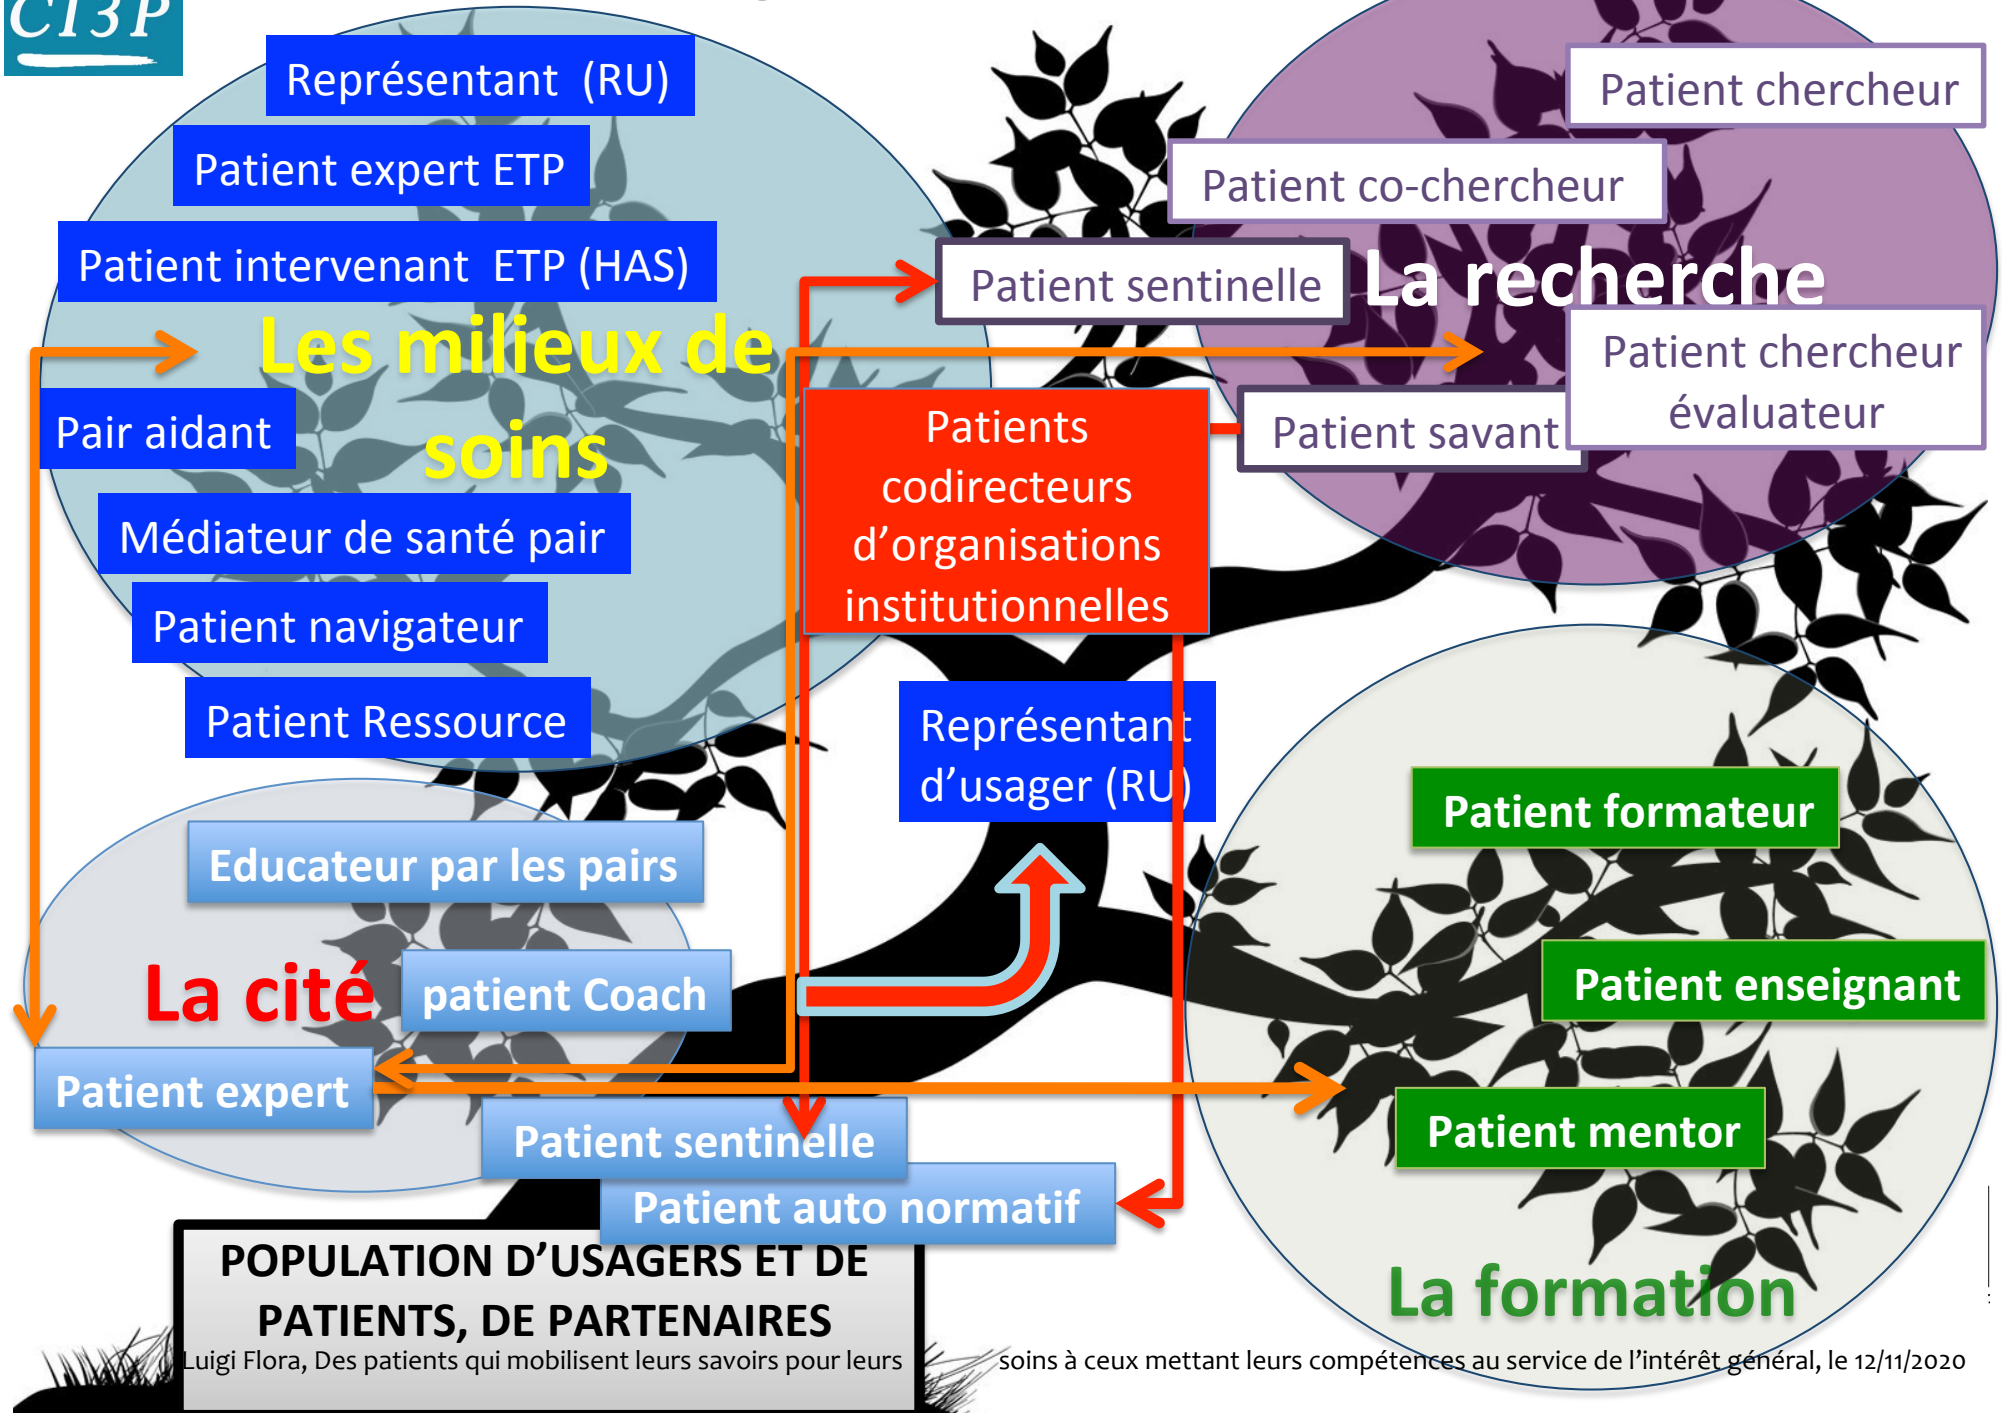 CI3P
Représentant (RU)
Patient expert ETP
Patient intervenant ETP (HAS)
Les milieux de
soins
Pair aidant
Médiateur de santé pair
Patient navigateur
Patient Ressource
Patient chercheur
Patient co-chercheur
Patient sentinelle
La recherche
Patient chercheur
évaluateur
Patient savant
Patients
codirecteurs
d’organisations
institutionnelles
Représentant
d’usager (RU)
Educateur par les pairs
La cité
patient Coach
Patient expert
Patient sentinelle
Patient auto normatif
Patient formateur
Patient enseignant
Patient mentor
La formation
POPULATION D’USAGERS ET DE
PATIENTS, DE PARTENAIRES
Luigi Flora, Des patients qui mobilisent leurs savoirs pour leurs soins à ceux mettant leurs compétences au service de l’intérêt général, le 12/11/2020